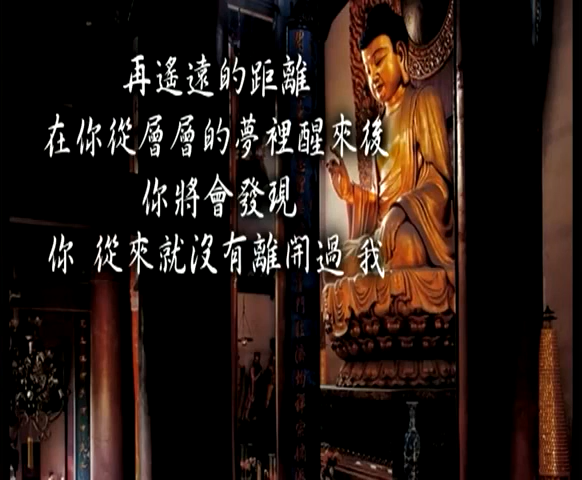 再遙遠的距離
在你從層層的夢裡醒來後
你將會發現
你 從來就沒有離開過 我